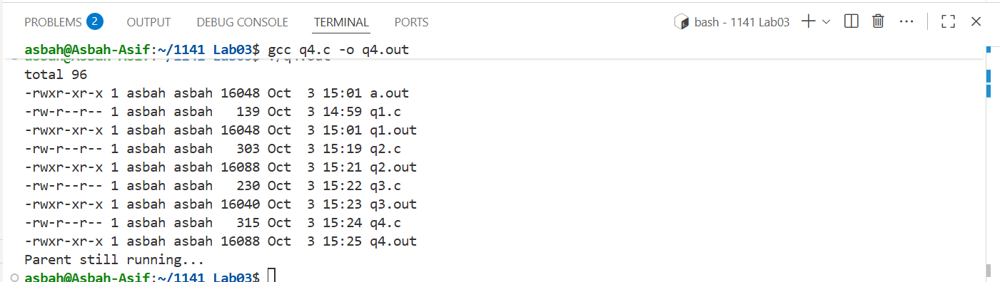 PROBLEMS 2 OUTPUT DEBUG CONSOLE TERMINAL PORTS bash - 1141 Lab03
asbah@Asbah-Asif:~/1141 Lab03$ gcc q4.c -o q4.out
asbah@Asbah-Asif:~/1141 Lab03$ ./q4.out
total 96
-rwxr-xr-x 1 asbah asbah 16048 Oct  3 15:01 a.out
-rw-r--r-- 1 asbah asbah   139 Oct  3 14:59 q1.c
-rwxr-xr-x 1 asbah asbah 16048 Oct  3 15:01 q1.out
-rw-r--r-- 1 asbah asbah   303 Oct  3 15:19 q2.c
-rwxr-xr-x 1 asbah asbah 16088 Oct  3 15:21 q2.out
-rw-r--r-- 1 asbah asbah   230 Oct  3 15:22 q3.c
-rwxr-xr-x 1 asbah asbah 16040 Oct  3 15:23 q3.out
-rw-r--r-- 1 asbah asbah   315 Oct  3 15:24 q4.c
-rwxr-xr-x 1 asbah asbah 16088 Oct  3 15:25 q4.out
Parent still running...
asbah@Asbah-Asif:~/1141 Lab03$